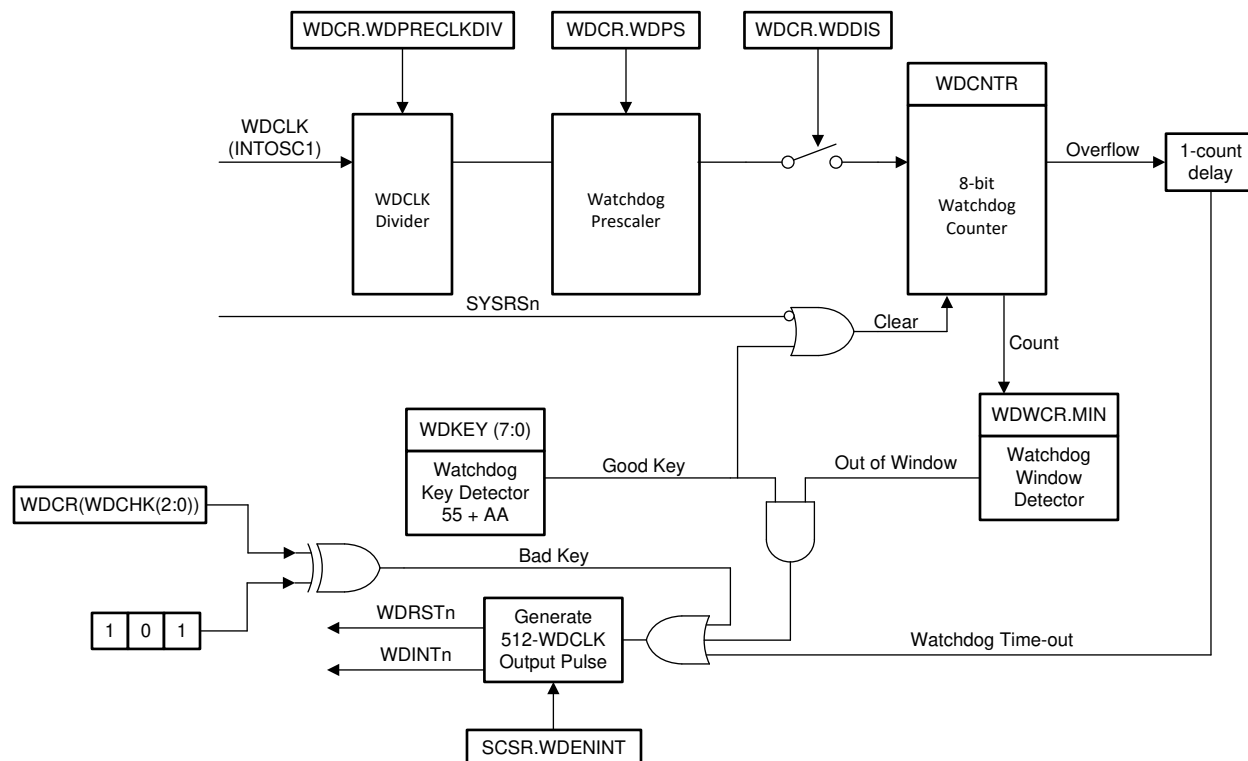 WDCR.WDPRECLKDIV
WDCR.WDPS
WDCR.WDDIS
WDCNTR
WDCLK
(INTOSC1)
WDCLK
Divider
Watchdog
Prescaler
8-bit
Watchdog
Counter
Overflow
1-count
delay
SYSRSn
Clear
Count
WDKEY (7:0)
Watchdog
Key Detector
55 + AA
Good Key
Out of Window
WDWCR.MIN
Watchdog
Window
Detector
WDCR(WDCHK(2:0))
Bad Key
1 0 1
WDRSTn
WDINTn
Generate
512-WDCLK
Output Pulse
Watchdog Time-out
SCSR.WDENINT